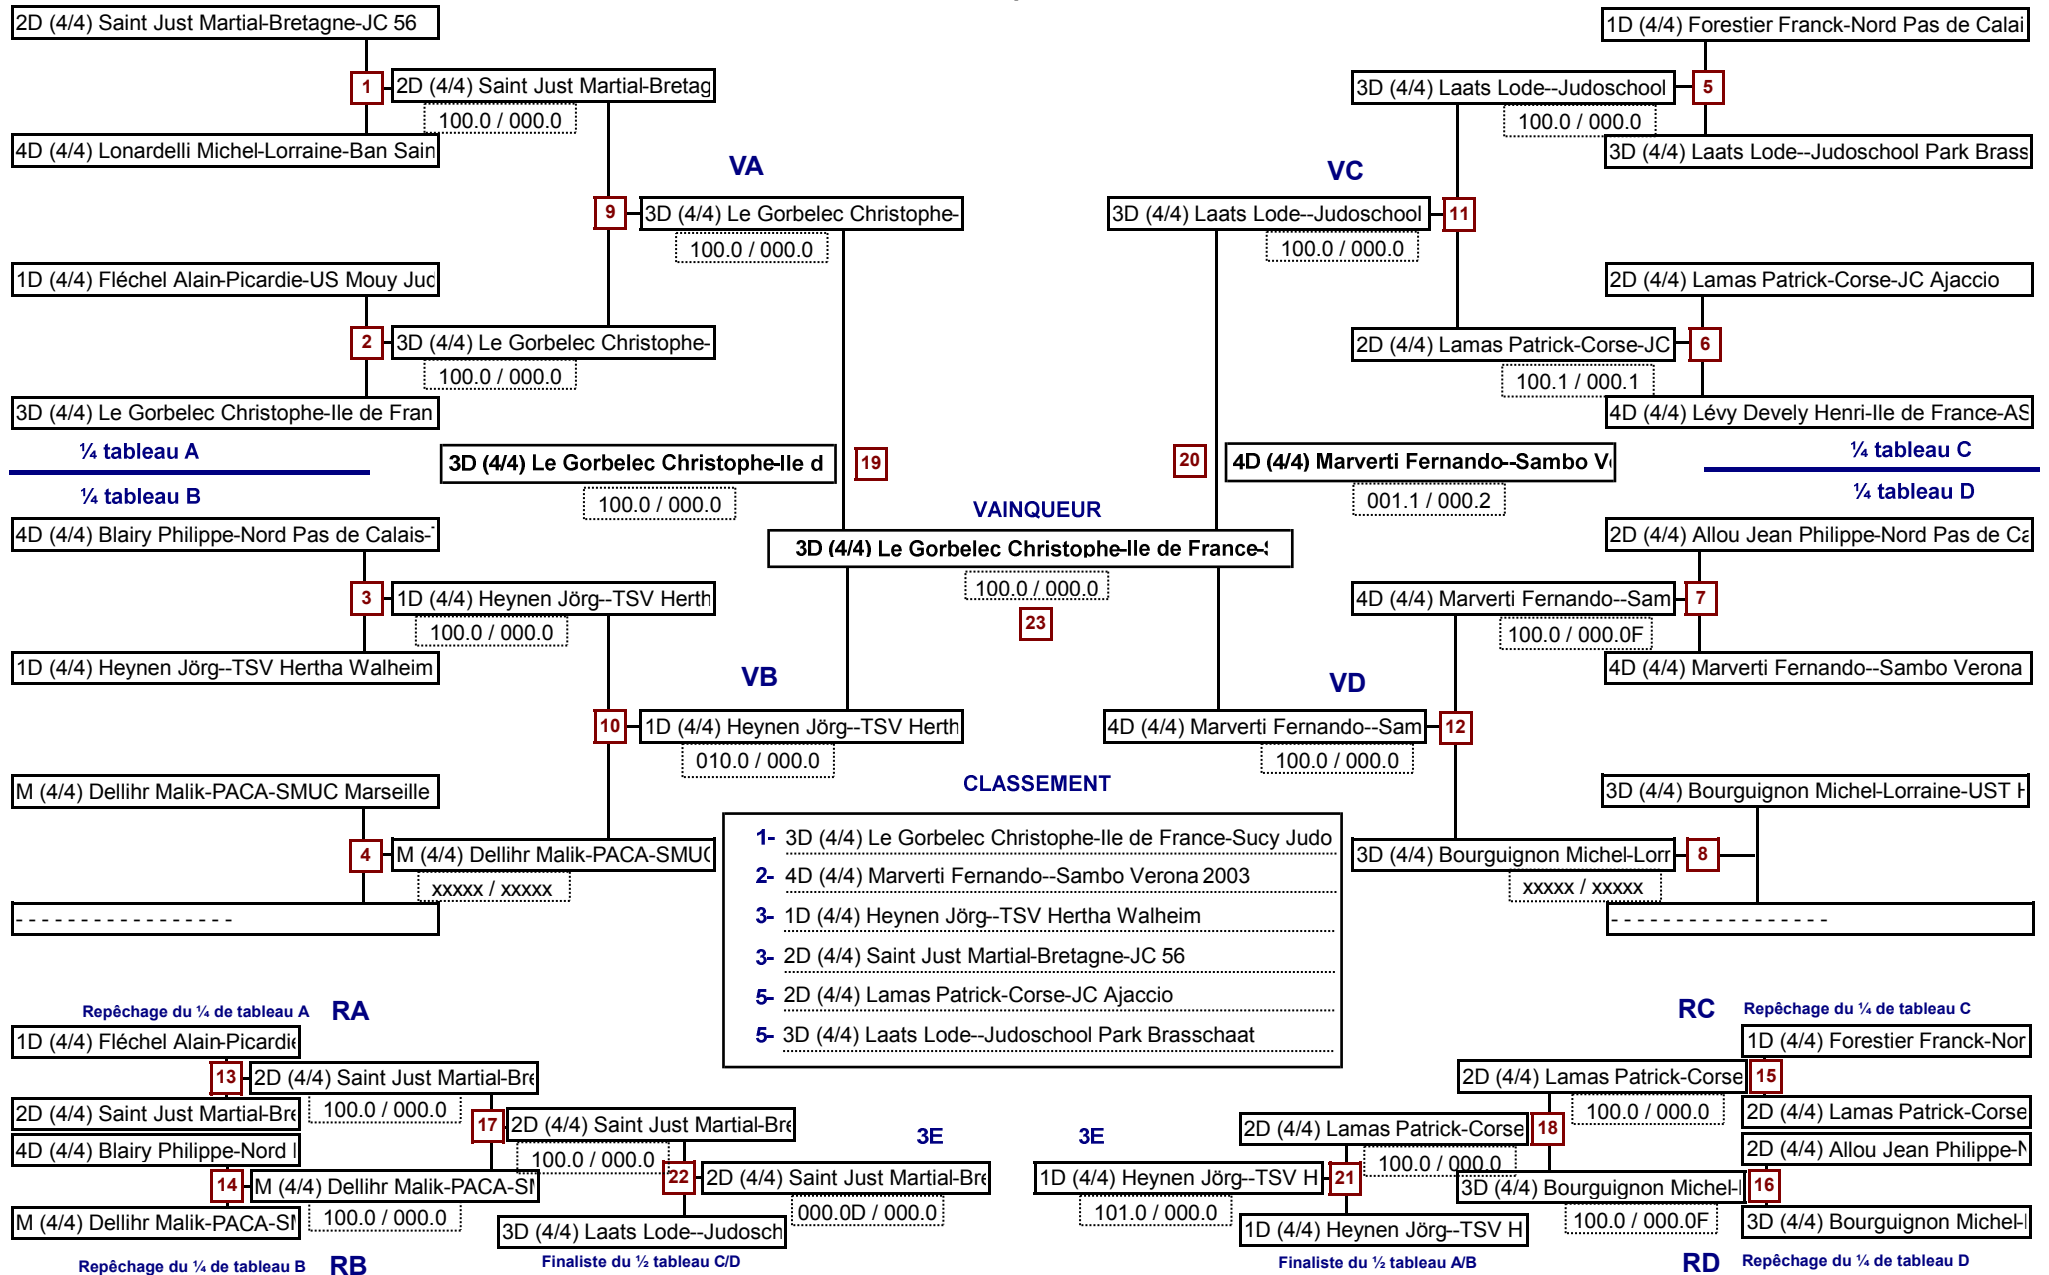 2D (4/4) Saint Just Martial-Bretagne-JC 56
1
2D (4/4) Saint Just Martial-Bretag
100.0 / 000.0
4D (4/4) Lonardelli Michel-Lorraine-Ban Sain
VA
9
3D (4/4) Le Gorbelec Christophe-
100.0 / 000.0
1D (4/4) Fléchel Alain-Picardie-US Mouy Jud
2
3D (4/4) Le Gorbelec Christophe-
100.0 / 000.0
3D (4/4) Le Gorbelec Christophe-Ile de Fran
¼ tableau A
¼ tableau B
3D (4/4) Le Gorbelec Christophe-Ile d
19
100.0 / 000.0
4D (4/4) Blairy Philippe-Nord Pas de Calais-
3
1D (4/4) Heynen Jörg--TSV Herth
100.0 / 000.0
1D (4/4) Heynen Jörg--TSV Hertha Walheim
VB
10
1D (4/4) Heynen Jörg--TSV Herth
010.0 / 000.0
M (4/4) Dellihr Malik-PACA-SMUC Marseille
4
M (4/4) Dellihr Malik-PACA-SMUC
xxxxx / xxxxx
- - - - - - - - - - - - - - - - -
1D (4/4) Forestier Franck-Nord Pas de Calai
5
3D (4/4) Laats Lode--Judoschool
100.0 / 000.0
3D (4/4) Laats Lode--Judoschool Park Brass
VC
11
3D (4/4) Laats Lode--Judoschool
100.0 / 000.0
2D (4/4) Lamas Patrick-Corse-JC Ajaccio
6
2D (4/4) Lamas Patrick-Corse-JC
100.1 / 000.1
4D (4/4) Lévy Devely Henri-Ile de France-AS
¼ tableau C
¼ tableau D
20
4D (4/4) Marverti Fernando--Sambo Ve
001.1 / 000.2
VAINQUEUR
3D (4/4) Le Gorbelec Christophe-Ile de France-S
100.0 / 000.0
23
2D (4/4) Allou Jean Philippe-Nord Pas de Ca
7
4D (4/4) Marverti Fernando--Sam
100.0 / 000.0F
4D (4/4) Marverti Fernando--Sambo Verona
VD
12
4D (4/4) Marverti Fernando--Sam
100.0 / 000.0
3D (4/4) Bourguignon Michel-Lorraine-UST H
8
3D (4/4) Bourguignon Michel-Lorr
xxxxx / xxxxx
- - - - - - - - - - - - - - - - -
CLASSEMENT
1- 3D (4/4) Le Gorbelec Christophe-Ile de France-Sucy Judo
2- 4D (4/4) Marverti Fernando--Sambo Verona 2003
3- 1D (4/4) Heynen Jörg--TSV Hertha Walheim
3- 2D (4/4) Saint Just Martial-Bretagne-JC 56
5- 2D (4/4) Lamas Patrick-Corse-JC Ajaccio
5- 3D (4/4) Laats Lode--Judoschool Park Brasschaat
Repêchage du ¼ de tableau A RA
1D (4/4) Fléchel Alain-Picardie
13
2D (4/4) Saint Just Martial-Bre
100.0 / 000.0
2D (4/4) Saint Just Martial-Bre
4D (4/4) Blairy Philippe-Nord
14
M (4/4) Dellihr Malik-PACA-SM
100.0 / 000.0
M (4/4) Dellihr Malik-PACA-SM
Repêchage du ¼ de tableau B RB
17
2D (4/4) Saint Just Martial-Bre
100.0 / 000.0
22
2D (4/4) Saint Just Martial-Bre
000.0D / 000.0
3D (4/4) Laats Lode--Judosch
Finaliste du ½ tableau C/D
3E
3E
RC Repêchage du ¼ de tableau C
1D (4/4) Forestier Franck-Nor
15
2D (4/4) Lamas Patrick-Corse
100.0 / 000.0
2D (4/4) Lamas Patrick-Corse
2D (4/4) Allou Jean Philippe-N
16
3D (4/4) Bourguignon Michel-
100.0 / 000.0F
3D (4/4) Bourguignon Michel-
RD Repêchage du ¼ de tableau D
18
2D (4/4) Lamas Patrick-Corse
100.0 / 000.0
21
1D (4/4) Heynen Jörg--TSV H
101.0 / 000.0
1D (4/4) Heynen Jörg--TSV H
Finaliste du ½ tableau A/B